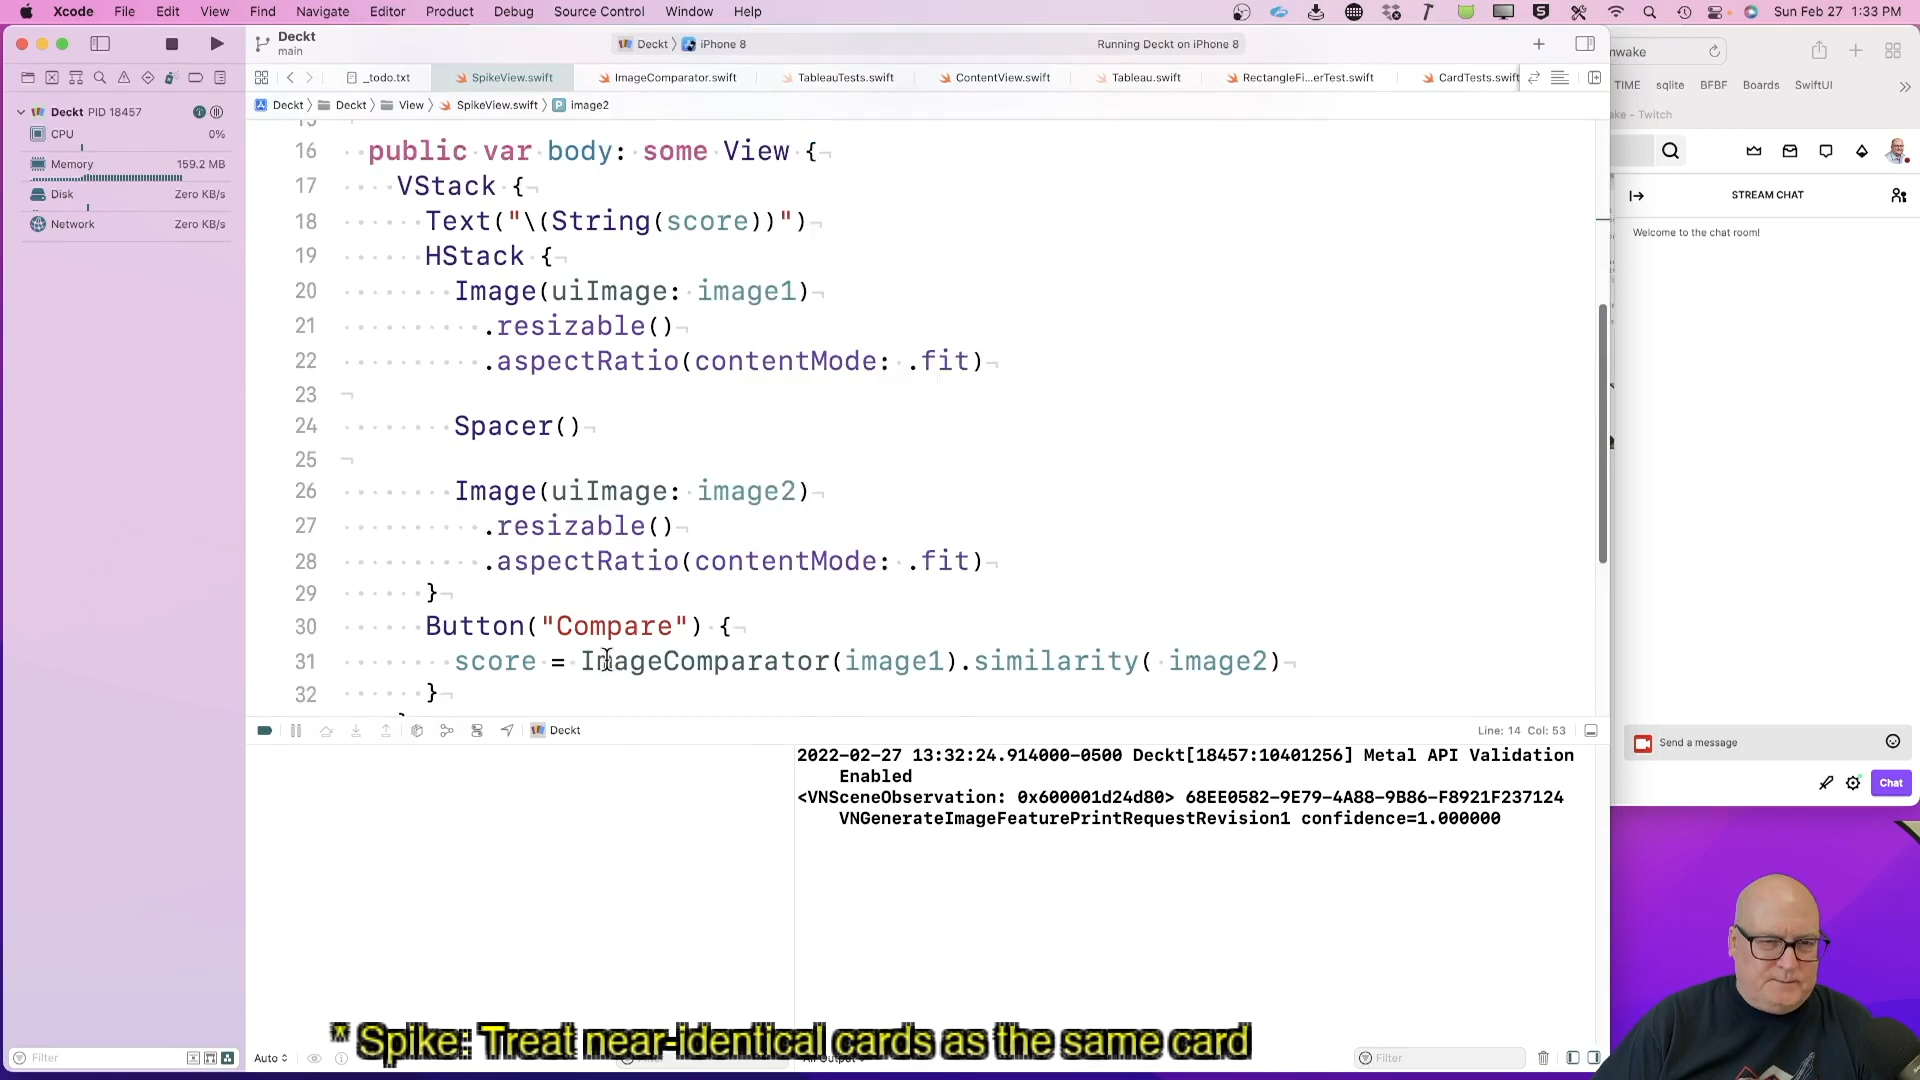 Xcode File Edit View Find Navigate Editor Product Debug Source Control Window Help
Sun Feb 27 1:33 PM
Deckt
main
Deckt iPhone 8
Running Deckt on iPhone 8
nwake
_todo.txt SpikeView.swift ImageComparator.swift TableauTests.swift ContentView.swift Tableau.swift RectangleFi...erTest.swift CardTests.swift
TIME sqlite BFBF Boards SwiftUI
ake - Twitch
Deckt Deckt View SpikeView.swift P image2
Deckt PID 18457
CPU 0%
Memory 159.2 MB
Disk Zero KB/s
Network Zero KB/s
15
16 public var body: some View {
17 VStack {
18 Text("\(String(score))")
19 HStack {
20 Image(uiImage: image1)
21 .resizable()
22 .aspectRatio(contentMode: .fit)
23
24 Spacer()
25
26 Image(uiImage: image2)
27 .resizable()
28 .aspectRatio(contentMode: .fit)
29 }
30 Button("Compare") {
31 score = ImageComparator(image1).similarity( image2)
32 }
STREAM CHAT
Welcome to the chat room!
Send a message
Chat
Deckt
Line: 14 Col: 53
2022-02-27 13:32:24.914000-0500 Deckt[18457:10401256] Metal API Validation
Enabled
<VNSceneObservation: 0x600001d24d80> 68EE0582-9E79-4A88-9B86-F8921F237124
VNGenerateImageFeaturePrintRequestRevision1 confidence=1.000000
* Spike: Treat near-identical cards as the same card
Filter
Auto
Filter